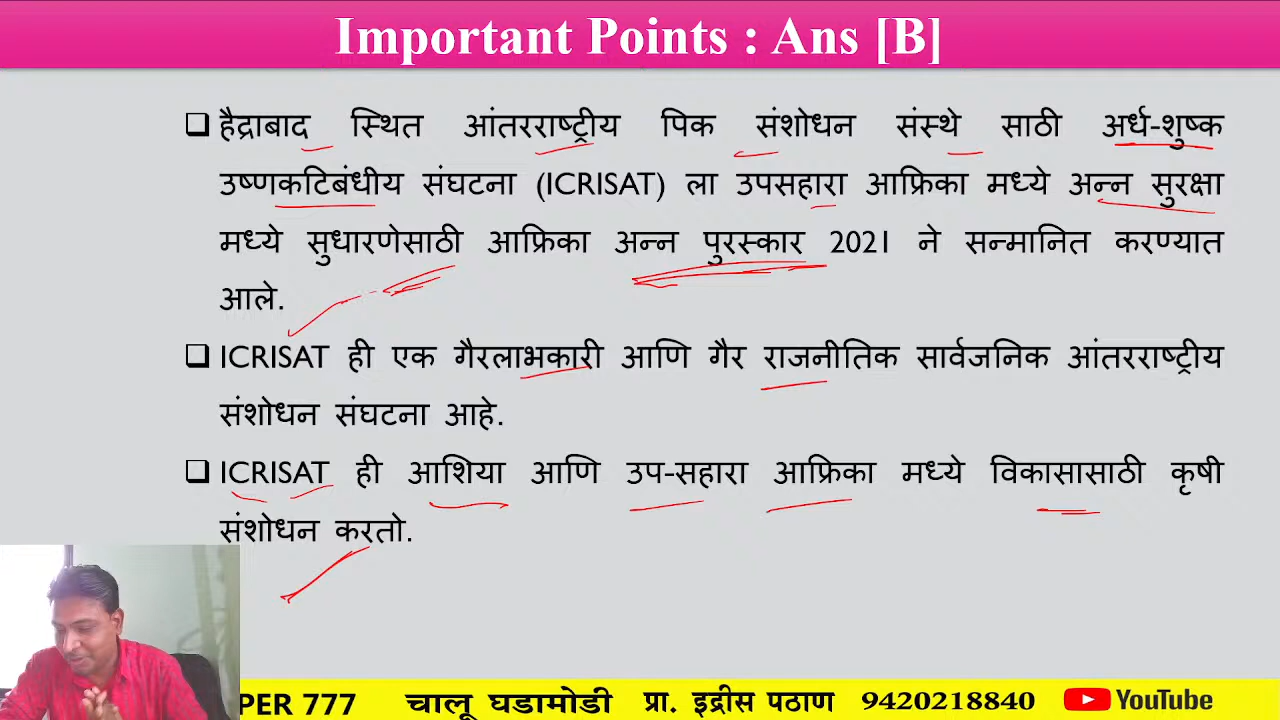 Important Points : Ans [B]
❑ हैद्राबाद स्थित आंतरराष्ट्रीय पिक संशोधन संस्थे साठी अर्ध-शुष्क
उष्णकटिबंधीय संघटना (ICRISAT) ला उपसहारा आफ्रिका मध्ये अन्न सुरक्षा
मध्ये सुधारणेसाठी आफ्रिका अन्न पुरस्कार 2021 ने सन्मानित करण्यात
आले.
❑ ICRISAT ही एक गैरलाभकारी आणि गैर राजनीतिक सार्वजनिक आंतरराष्ट्रीय
संशोधन संघटना आहे.
❑ ICRISAT ही आशिया आणि उप-सहारा आफ्रिका मध्ये विकासासाठी कृषी
संशोधन करतो.
PER 777 चालू घडामोडी प्रा. इद्रीस पठाण 9420218840 YouTube